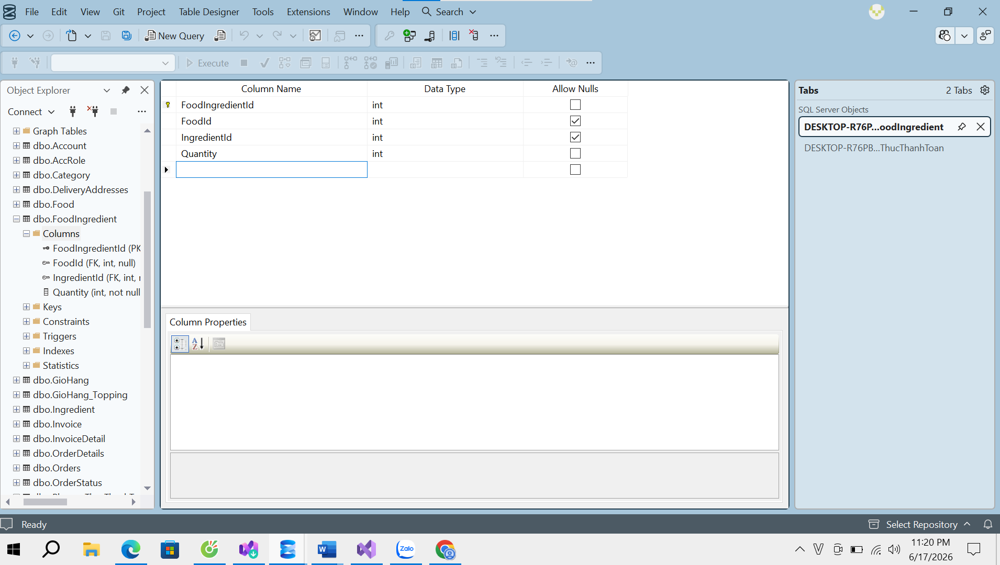 File Edit View Git Project Table Designer Tools Extensions Window Help Search
New Query
Execute
Object Explorer
Connect
Graph Tables
dbo.Account
dbo.AccRole
dbo.Category
dbo.DeliveryAddresses
dbo.Food
dbo.FoodIngredient
Columns
FoodIngredientId (PK
FoodId (FK, int, null)
IngredientId (FK, int,
Quantity (int, not null
Keys
Constraints
Triggers
Indexes
Statistics
dbo.GioHang
dbo.GioHang_Topping
dbo.Ingredient
dbo.Invoice
dbo.InvoiceDetail
dbo.OrderDetails
dbo.Orders
dbo.OrderStatus
Column Name Data Type Allow Nulls
FoodIngredientId int
FoodId int
IngredientId int
Quantity int
Column Properties
Tabs 2 Tabs
SQL Server Objects
DESKTOP-R76P...oodIngredient
DESKTOP-R76PB...ThucThanhToan
Ready
Select Repository
Zalo
11:20 PM
6/17/2026